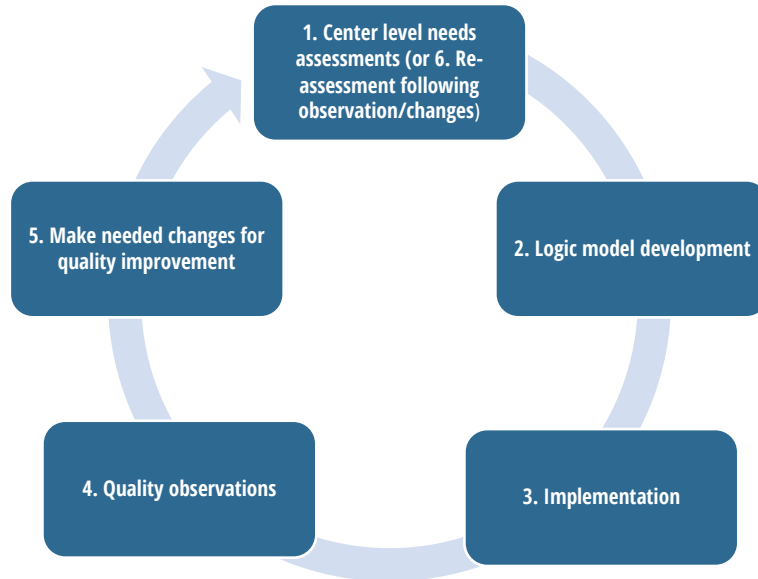 1. Center level needs
assessments (or 6. Re-
assessment following
observation/changes)
2. Logic model development
3. Implementation
4. Quality observations
5. Make needed changes for
quality improvement